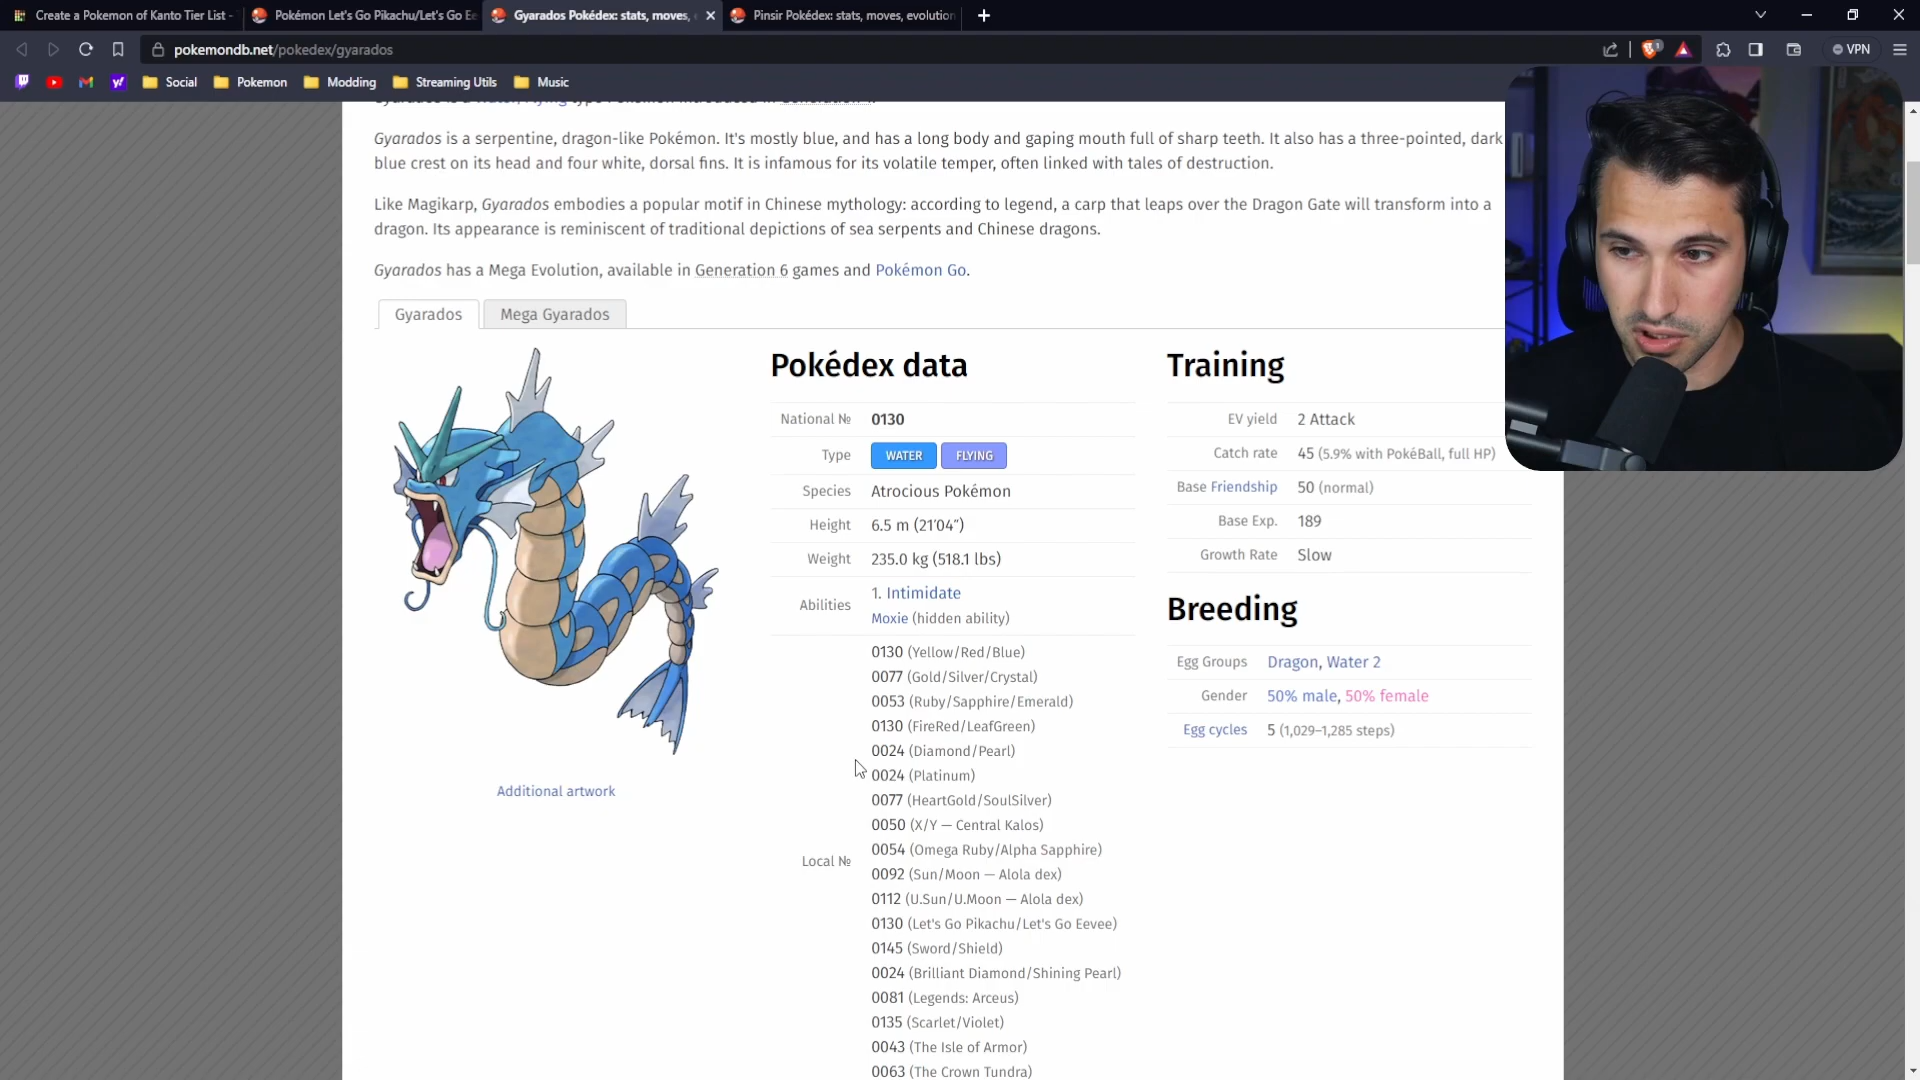 Create a Pokemon of Kanto Tier List -
Pokémon Let's Go Pikachu/Let's Go Ee
Gyarados Pokédex: stats, moves, e
Pinsir Pokédex: stats, moves, evolution
pokemondb.net/pokedex/gyarados
VPN
Social
Pokemon
Modding
Streaming Utils
Music
Gyarados is a serpentine, dragon-like Pokémon. It's mostly blue, and has a long body and gaping mouth full of sharp teeth. It also has a three-pointed, dark
blue crest on its head and four white, dorsal fins. It is infamous for its volatile temper, often linked with tales of destruction.
Like Magikarp, Gyarados embodies a popular motif in Chinese mythology: according to legend, a carp that leaps over the Dragon Gate will transform into a
dragon. Its appearance is reminiscent of traditional depictions of sea serpents and Chinese dragons.
Gyarados has a Mega Evolution, available in Generation 6 games and Pokémon Go.
Gyarados
Mega Gyarados
Additional artwork
Pokédex data
National № 0130
Type WATER FLYING
Species Atrocious Pokémon
Height 6.5 m (21′04″)
Weight 235.0 kg (518.1 lbs)
Abilities 1. Intimidate
Moxie (hidden ability)
Local №
0130 (Yellow/Red/Blue)
0077 (Gold/Silver/Crystal)
0053 (Ruby/Sapphire/Emerald)
0130 (FireRed/LeafGreen)
0024 (Diamond/Pearl)
0024 (Platinum)
0077 (HeartGold/SoulSilver)
0050 (X/Y — Central Kalos)
0054 (Omega Ruby/Alpha Sapphire)
0092 (Sun/Moon — Alola dex)
0112 (U.Sun/U.Moon — Alola dex)
0130 (Let's Go Pikachu/Let's Go Eevee)
0145 (Sword/Shield)
0024 (Brilliant Diamond/Shining Pearl)
0081 (Legends: Arceus)
0135 (Scarlet/Violet)
0043 (The Isle of Armor)
0063 (The Crown Tundra)
Training
EV yield 2 Attack
Catch rate 45 (5.9% with PokéBall, full HP)
Base Friendship 50 (normal)
Base Exp. 189
Growth Rate Slow
Breeding
Egg Groups Dragon, Water 2
Gender 50% male, 50% female
Egg cycles 5 (1,029–1,285 steps)